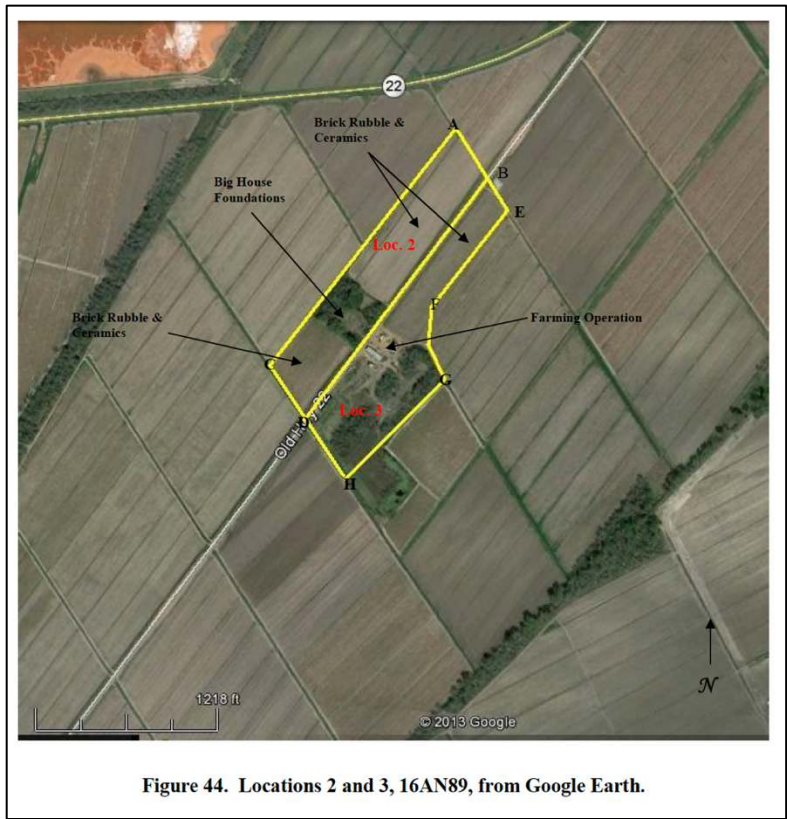 22
A
Brick Rubble &
Ceramics
B
Big House
Foundations
E
Loc. 2
F
Brick Rubble &
Ceramics
Farming Operation
C
G
Loc. 3
D
Old Hwy 22
H
N
1218 ft
© 2013 Google
Figure 44. Locations 2 and 3, 16AN89, from Google Earth.